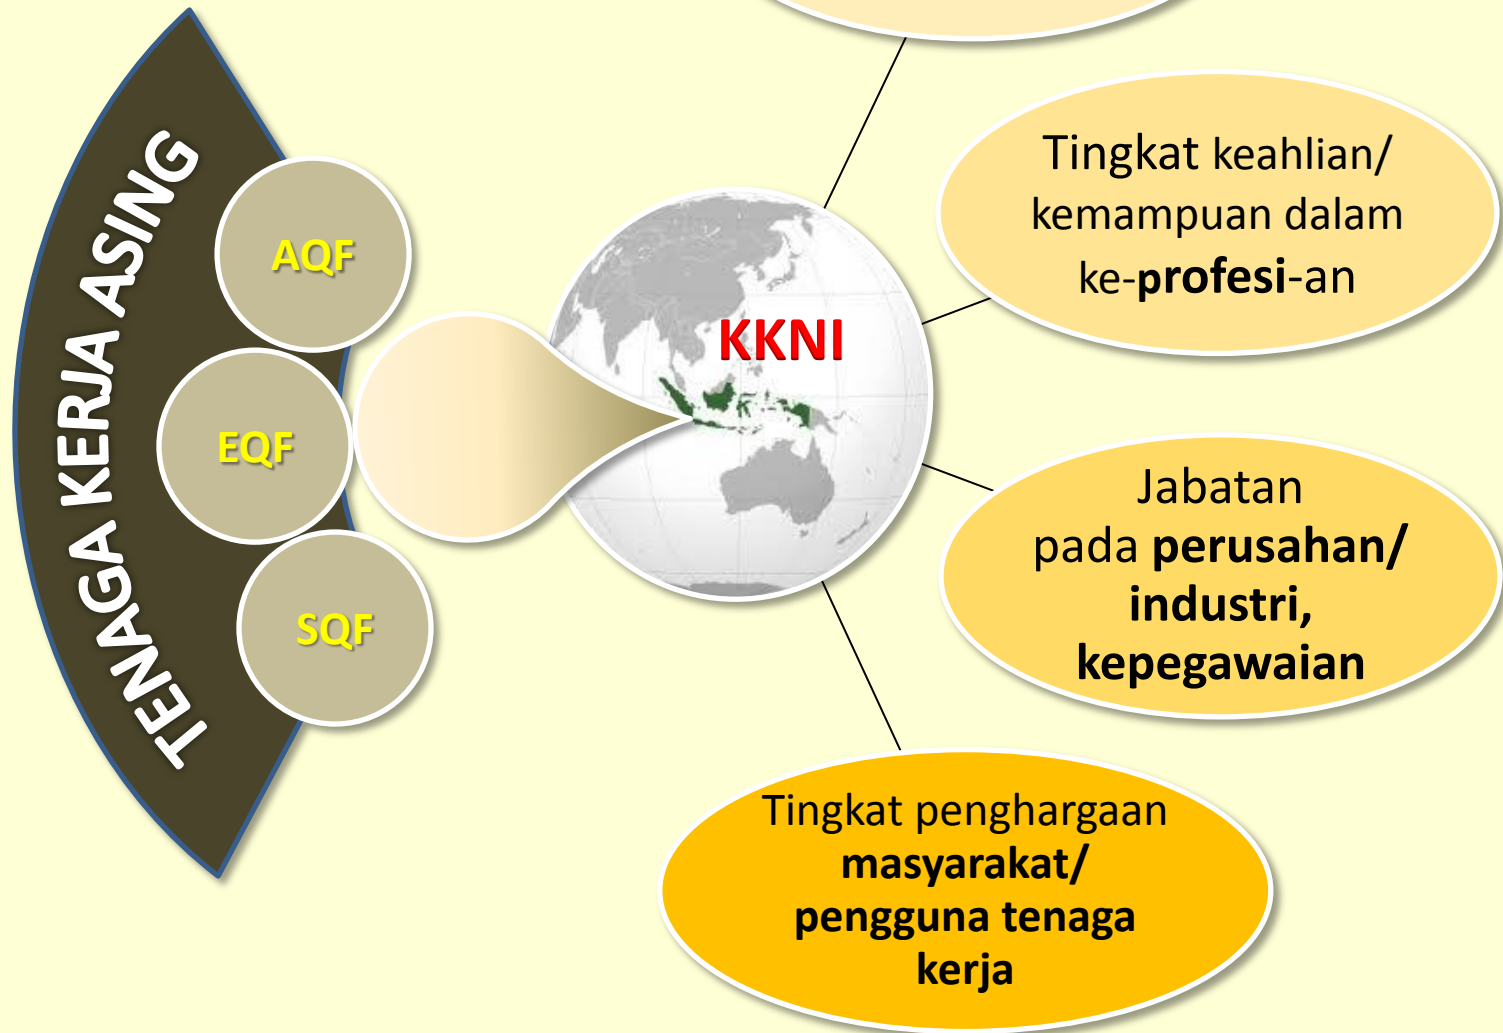 TENAGA KERJA ASING
AQF
EQF
SQF
KKNI
Tingkat keahlian/
kemampuan dalam
ke-profesi-an
Jabatan
pada perusahan/
industri,
kepegawaian
Tingkat penghargaan
masyarakat/
pengguna tenaga
kerja